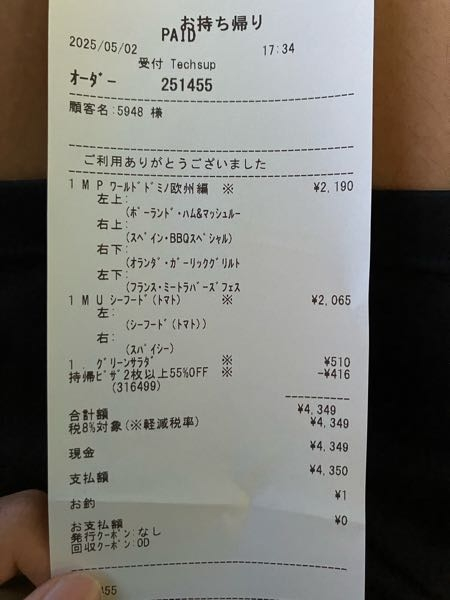 お持ち帰り
PAID
2025/05/02 17:34
受付 Techsup
ｵｰﾀﾞｰ 251455
顧客名:5948 様
ご利用ありがとうございました
1 M P ﾜｰﾙﾄﾞﾄﾞﾐﾉ欧州編 ※ ¥2,190
左上:
(ﾎﾟｰﾗﾝﾄﾞ･ﾊﾑ&ﾏｯｼｭﾙｰ
右上:
(ｽﾍﾟｲﾝ･BBQｽﾍﾟｼｬﾙ)
右下:
(ｵﾗﾝﾀﾞ･ｶﾞｰﾘｯｸｸﾞﾘﾙﾄ
左下:
(ﾌﾗﾝｽ･ﾐｰﾄﾗﾊﾞｰｽﾞﾌｪｽ
1 M U ｼｰﾌｰﾄﾞ(ﾄﾏﾄ) ※ ¥2,065
左:
(ｼｰﾌｰﾄﾞ(ﾄﾏﾄ))
右:
(ｽﾊﾟｲｼｰ)
1 ｸﾞﾘｰﾝｻﾗﾀﾞ ※ ¥510
持帰ﾋﾟｻﾞ2枚以上55%OFF ※ -¥416
(316499)
合計額 ¥4,349
税8%対象(※軽減税率) ¥4,349
現金 ¥4,349
支払額 ¥4,350
お釣 ¥1
お支払額 ¥0
発行ｸｰﾎﾟﾝ:なし
回収ｸｰﾎﾟﾝ:OD